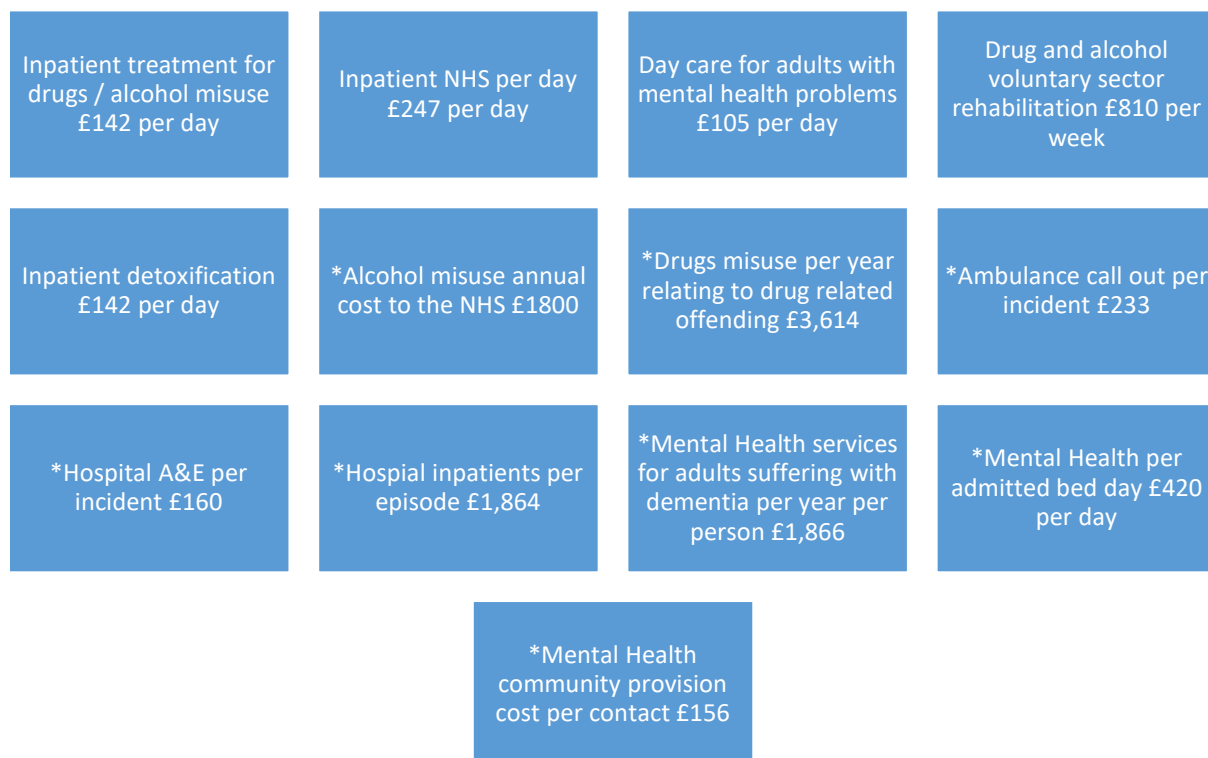 Inpatient treatment for
drugs / alcohol misuse
£142 per day
Inpatient NHS per day
£247 per day
Day care for adults with
mental health problems
£105 per day
Drug and alcohol
voluntary sector
rehabilitation £810 per
week
Inpatient detoxification
£142 per day
*Alcohol misuse annual
cost to the NHS £1800
*Drugs misuse per year
relating to drug related
offending £3,614
*Ambulance call out per
incident £233
*Hospital A&E per
incident £160
*Hospial inpatients per
episode £1,864
*Mental Health services
for adults suffering with
dementia per year per
person £1,866
*Mental Health per
admitted bed day £420
per day
*Mental Health
community provision
cost per contact £156